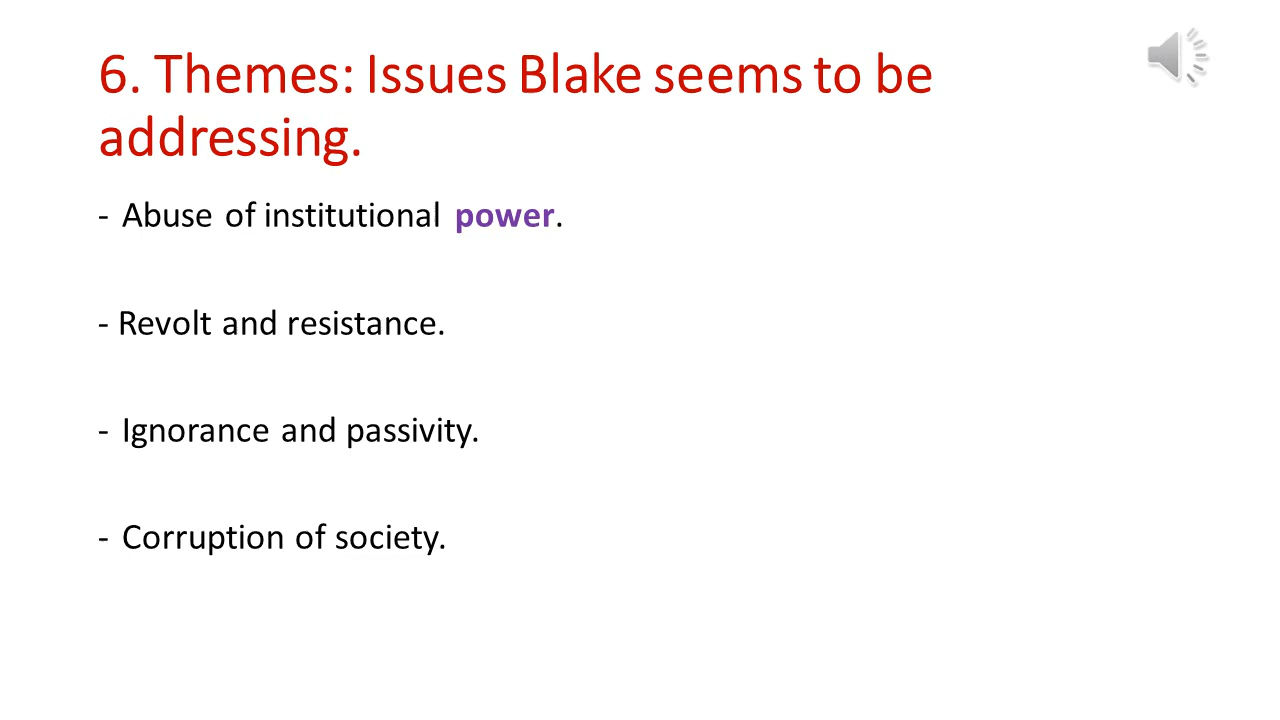 6. Themes: Issues Blake seems to be
addressing.
- Abuse of institutional power.
- Revolt and resistance.
- Ignorance and passivity.
- Corruption of society.